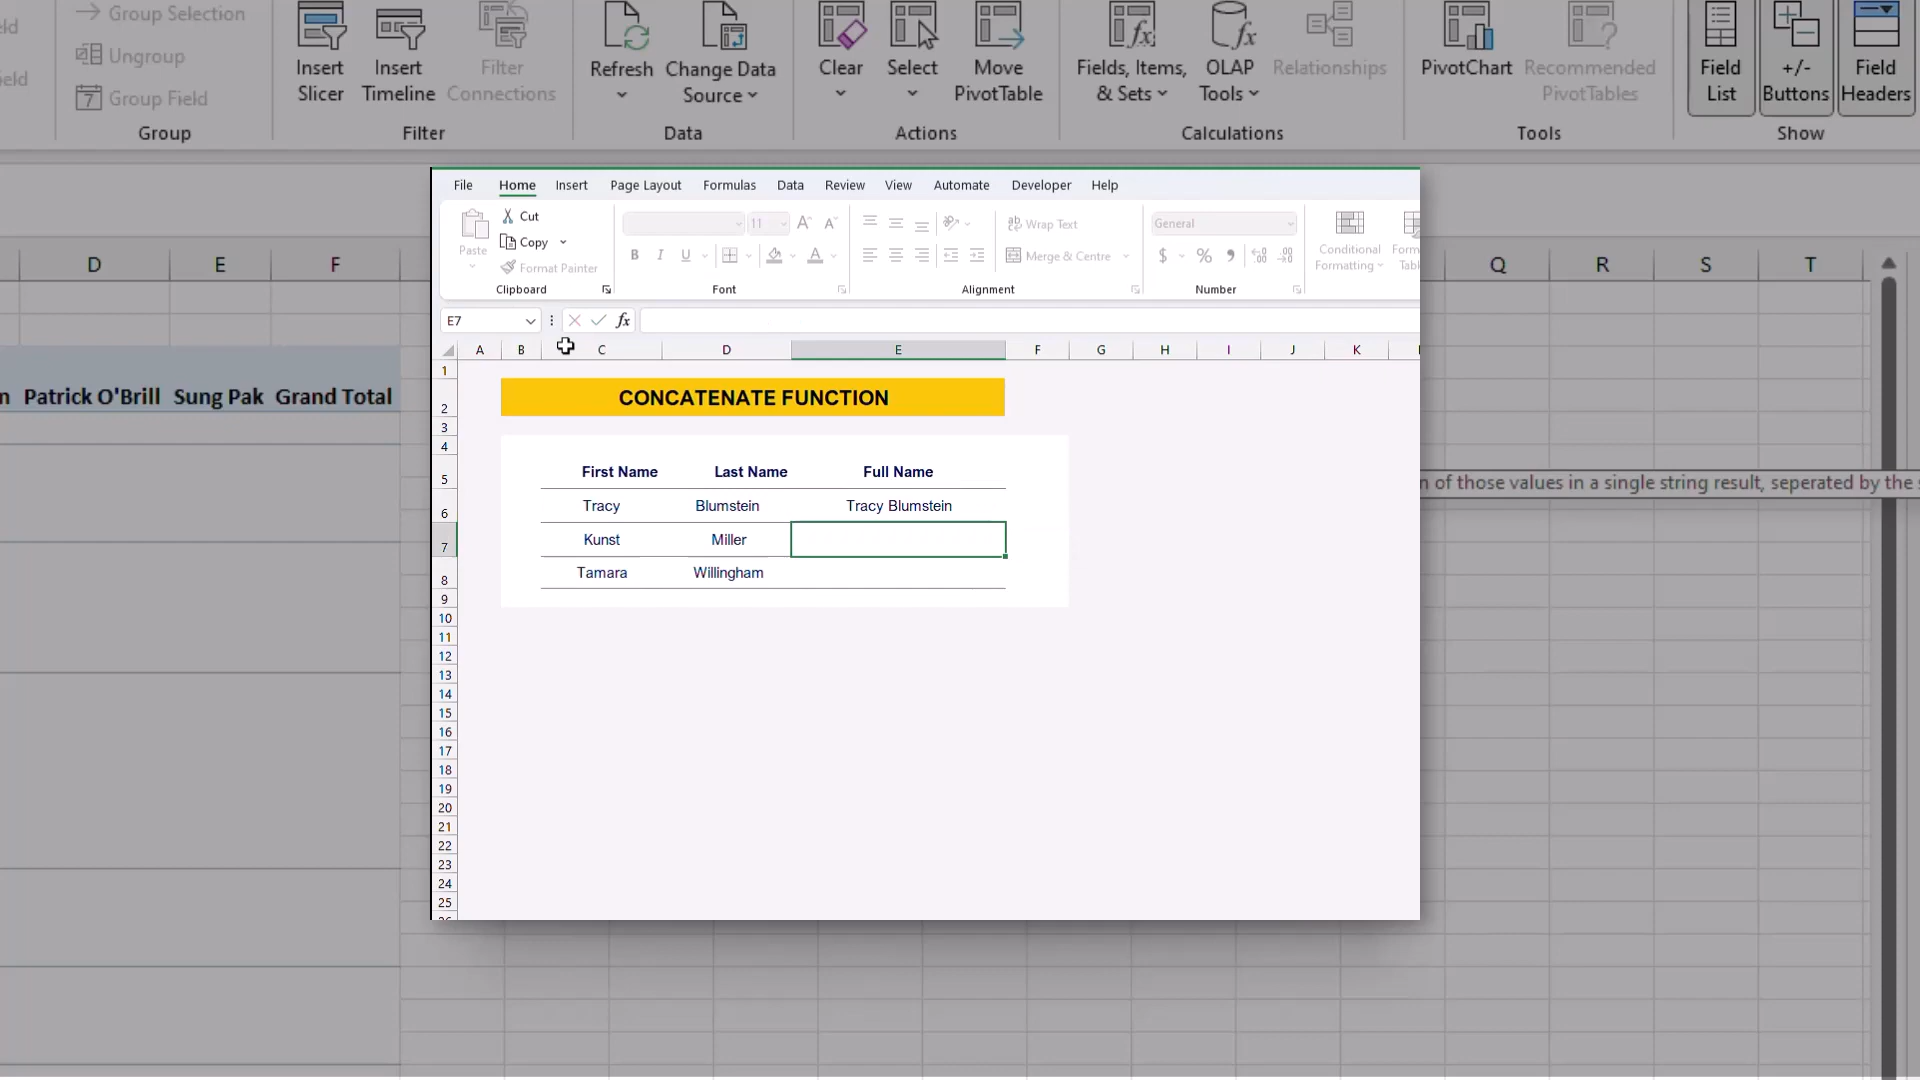 eld
Group Selection
Ungroup
ield
7 Group Field
Group
Insert Slicer
Insert Timeline
Filter Connections
Filter
Refresh
Change Data Source
Data
Clear
Select
Move PivotTable
Actions
Fields, Items, & Sets
OLAP Tools
Relationships
Calculations
PivotChart
Recommended PivotTables
Tools
Field List
+/- Buttons
Field Headers
Show
File Home Insert Page Layout Formulas Data Review View Automate Developer Help
Paste
Cut
Copy
Format Painter
Clipboard
11
B I U
Font
Wrap Text
Merge & Centre
Alignment
General
$ % 9
Number
Conditional Formatting
Form
Tabl
E7
fx
D E F
Q R S T
A B C D E F G H I J K
1
2 CONCATENATE FUNCTION
3
4
5 First Name Last Name Full Name
6 Tracy Blumstein Tracy Blumstein
7 Kunst Miller
8 Tamara Willingham
9
10
11
12
13
14
15
16
17
18
19
20
21
22
23
24
25
n Patrick O'Brill Sung Pak Grand Total
n of those values in a single string result, seperated by the s